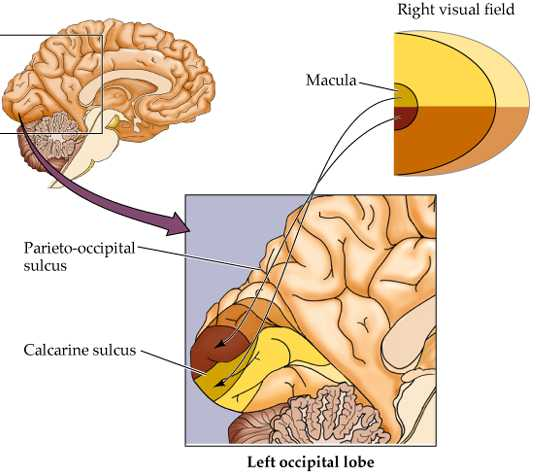 Right visual field
Macula
Parieto-occipital
sulcus
Calcarine sulcus
Left occipital lobe